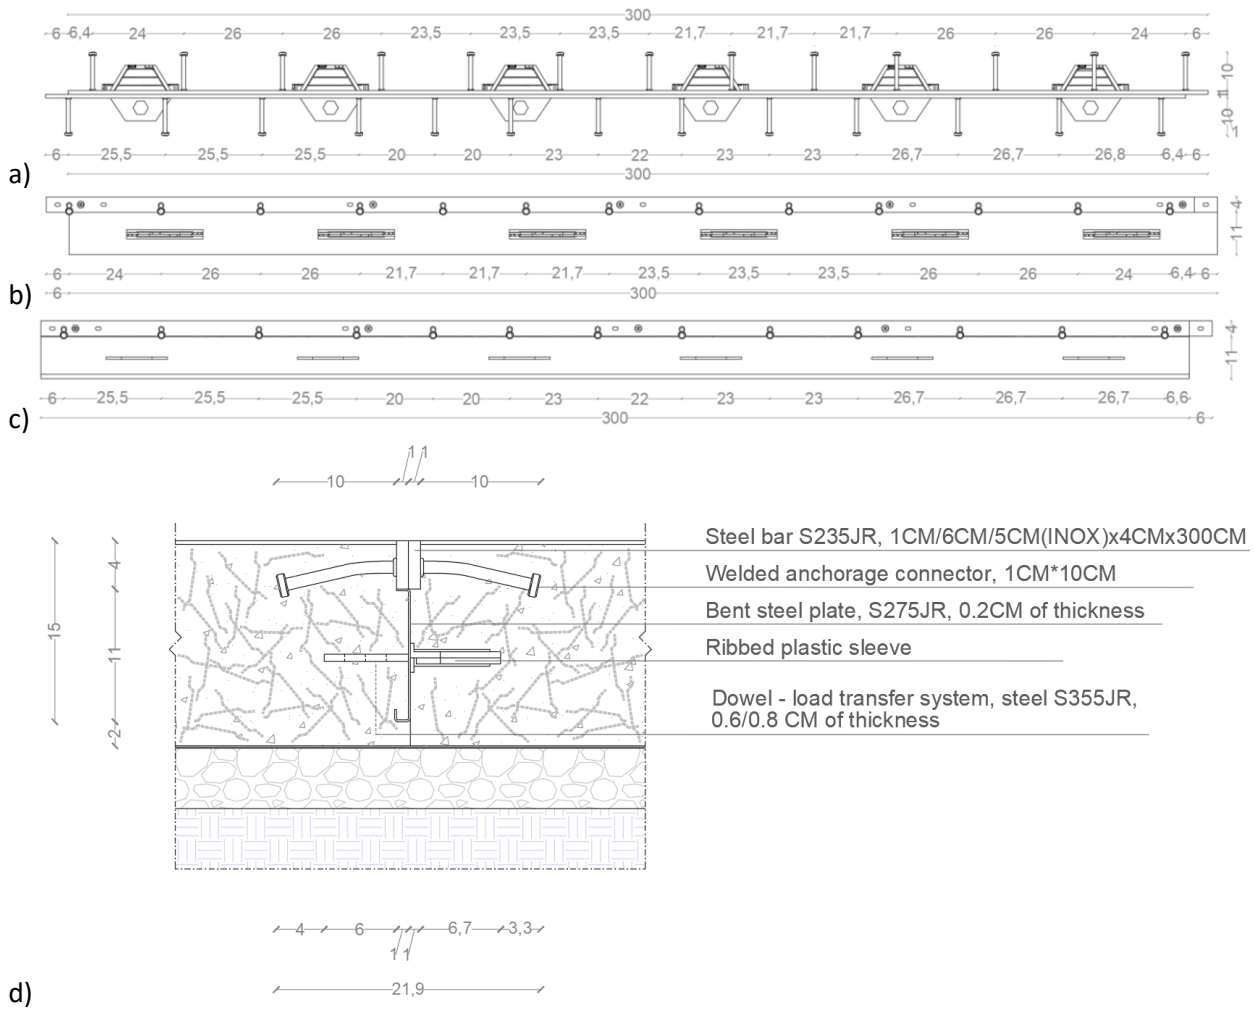 300
6 6,4 24 26 26 23,5 23,5 23,5 21,7 21,7 21,7 26 26 24 6
10
1
1
10
1
6 25,5 25,5 25,5 20 20 23 22 23 23 26,7 26,7 26,8 6,4 6
a)
300
4
11
6 24 26 26 21,7 21,7 21,7 23,5 23,5 23,5 26 26 24 6,4 6
b)
6 300
4
11
6 25,5 25,5 25,5 20 20 23 22 23 23 26,7 26,7 26,7 6,6
c)
300 6
1 1
10 10
Steel bar S235JR, 1CM/6CM/5CM(INOX)x4CMx300CM
4
Welded anchorage connector, 1CM*10CM
Bent steel plate, S275JR, 0.2CM of thickness
15
11
Ribbed plastic sleeve
Dowel - load transfer system, steel S355JR,
0.6/0.8 CM of thickness
2
4 6 6,7 3,3
1 1
21,9
d)